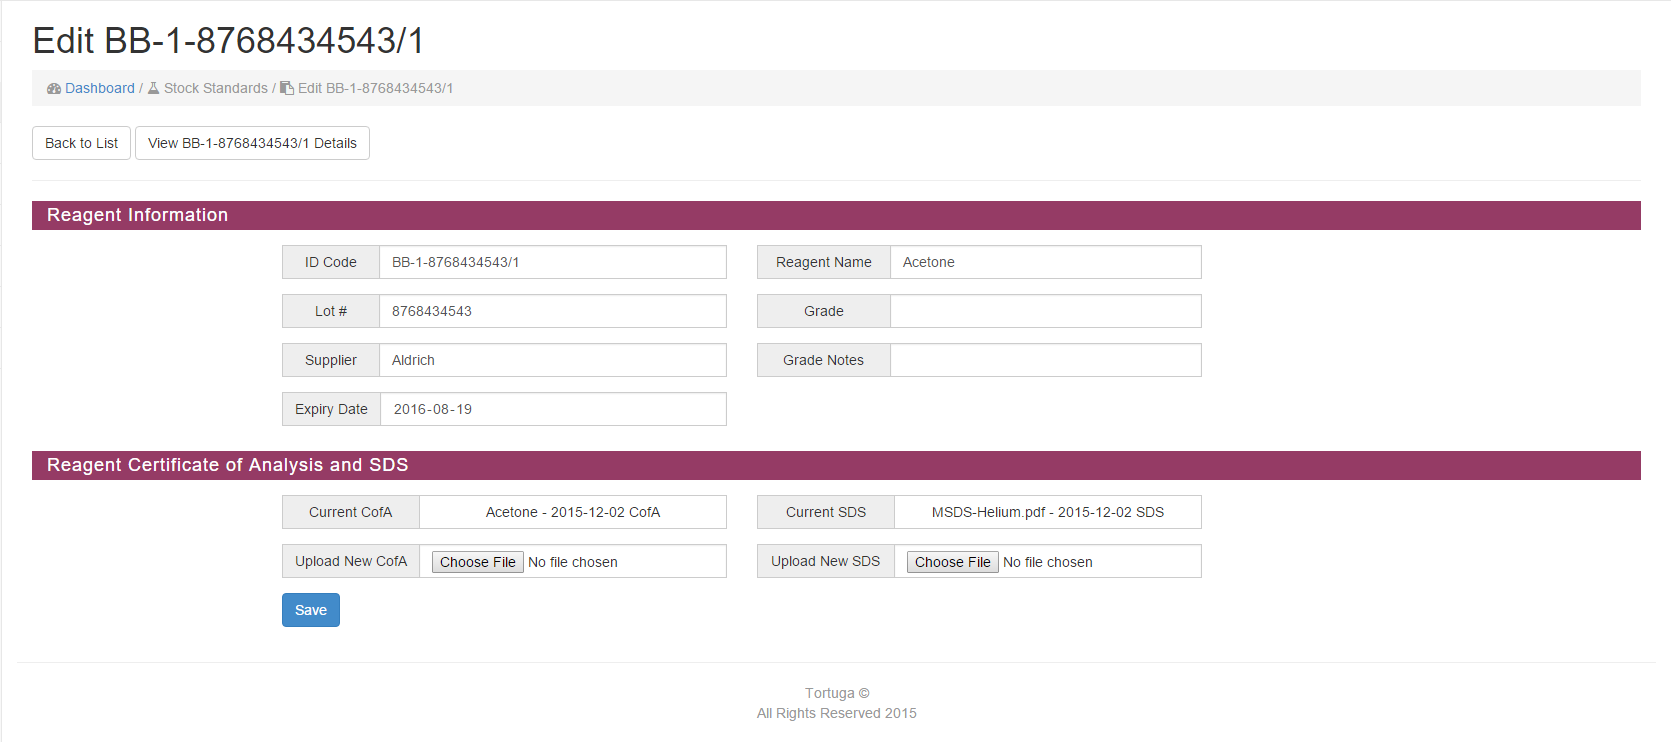 Edit BB-1-8768434543/1
Dashboard / Stock Standards / Edit BB-1-8768434543/1
Back to List View BB-1-8768434543/1 Details
Reagent Information
ID Code BB-1-8768434543/1 Reagent Name Acetone
Lot # 8768434543 Grade
Supplier Aldrich Grade Notes
Expiry Date 2016-08-19
Reagent Certificate of Analysis and SDS
Current CofA Acetone - 2015-12-02 CofA Current SDS MSDS-Helium.pdf - 2015-12-02 SDS
Upload New CofA Choose File No file chosen Upload New SDS Choose File No file chosen
Save
Tortuga ©
All Rights Reserved 2015